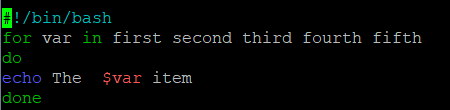 #!/bin/bash
for var in first second third fourth fifth
do
echo The  $var item
done